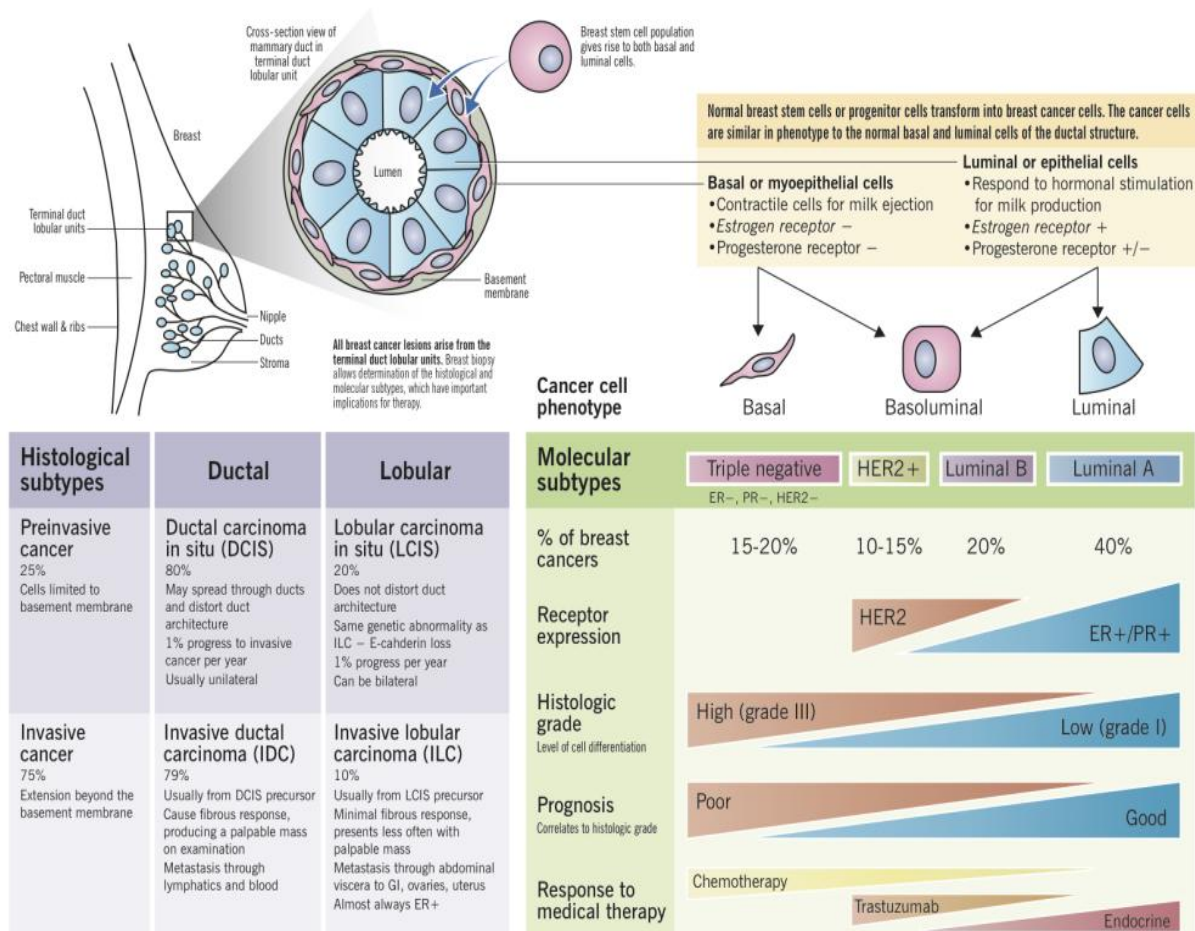 Cross-section view of
mammary duct in
terminal duct
lobular unit
Breast stem cell population
gives rise to both basal and
luminal cells.
Breast
Lumen
Terminal duct
lobular units
Pectoral muscle
Chest wall & ribs
Basement
membrane
Nipple
Ducts
Stroma
All breast cancer lesions arise from the
terminal duct lobular units. Breast biopsy
allows determination of the histological and
molecular subtypes, which have important
implications for therapy.
Normal breast stem cells or progenitor cells transform into breast cancer cells. The cancer cells
are similar in phenotype to the normal basal and luminal cells of the ductal structure.
Basal or myoepithelial cells
•Contractile cells for milk ejection
•Estrogen receptor −
•Progesterone receptor −
Luminal or epithelial cells
•Respond to hormonal stimulation
for milk production
•Estrogen receptor +
•Progesterone receptor +/−
Cancer cell
phenotype
Basal
Basoluminal
Luminal
Histological
subtypes
Ductal
Lobular
Preinvasive
cancer
25%
Cells limited to
basement membrane
Ductal carcinoma
in situ (DCIS)
80%
May spread through ducts
and distort duct
architecture
1% progress to invasive
cancer per year
Usually unilateral
Lobular carcinoma
in situ (LCIS)
20%
Does not distort duct
architecture
Same genetic abnormality as
ILC − E-cahderin loss
1% progress per year
Can be bilateral
Invasive
cancer
75%
Extension beyond the
basement membrane
Invasive ductal
carcinoma (IDC)
79%
Usually from DCIS precursor
Cause fibrous response,
producing a palpable mass
on examination
Metastasis through
lymphatics and blood
Invasive lobular
carcinoma (ILC)
10%
Usually from LCIS precursor
Minimal fibrous response,
presents less often with
palpable mass
Metastasis through abdominal
viscera to GI, ovaries, uterus
Almost always ER+
Molecular
subtypes
Triple negative
ER−, PR−, HER2−
HER2+
Luminal B
Luminal A
% of breast
cancers
15-20%
10-15%
20%
40%
Receptor
expression
HER2
ER+/PR+
Histologic
grade
Level of cell differentiation
High (grade III)
Low (grade I)
Prognosis
Correlates to histologic grade
Poor
Good
Response to
medical therapy
Chemotherapy
Trastuzumab
Endocrine